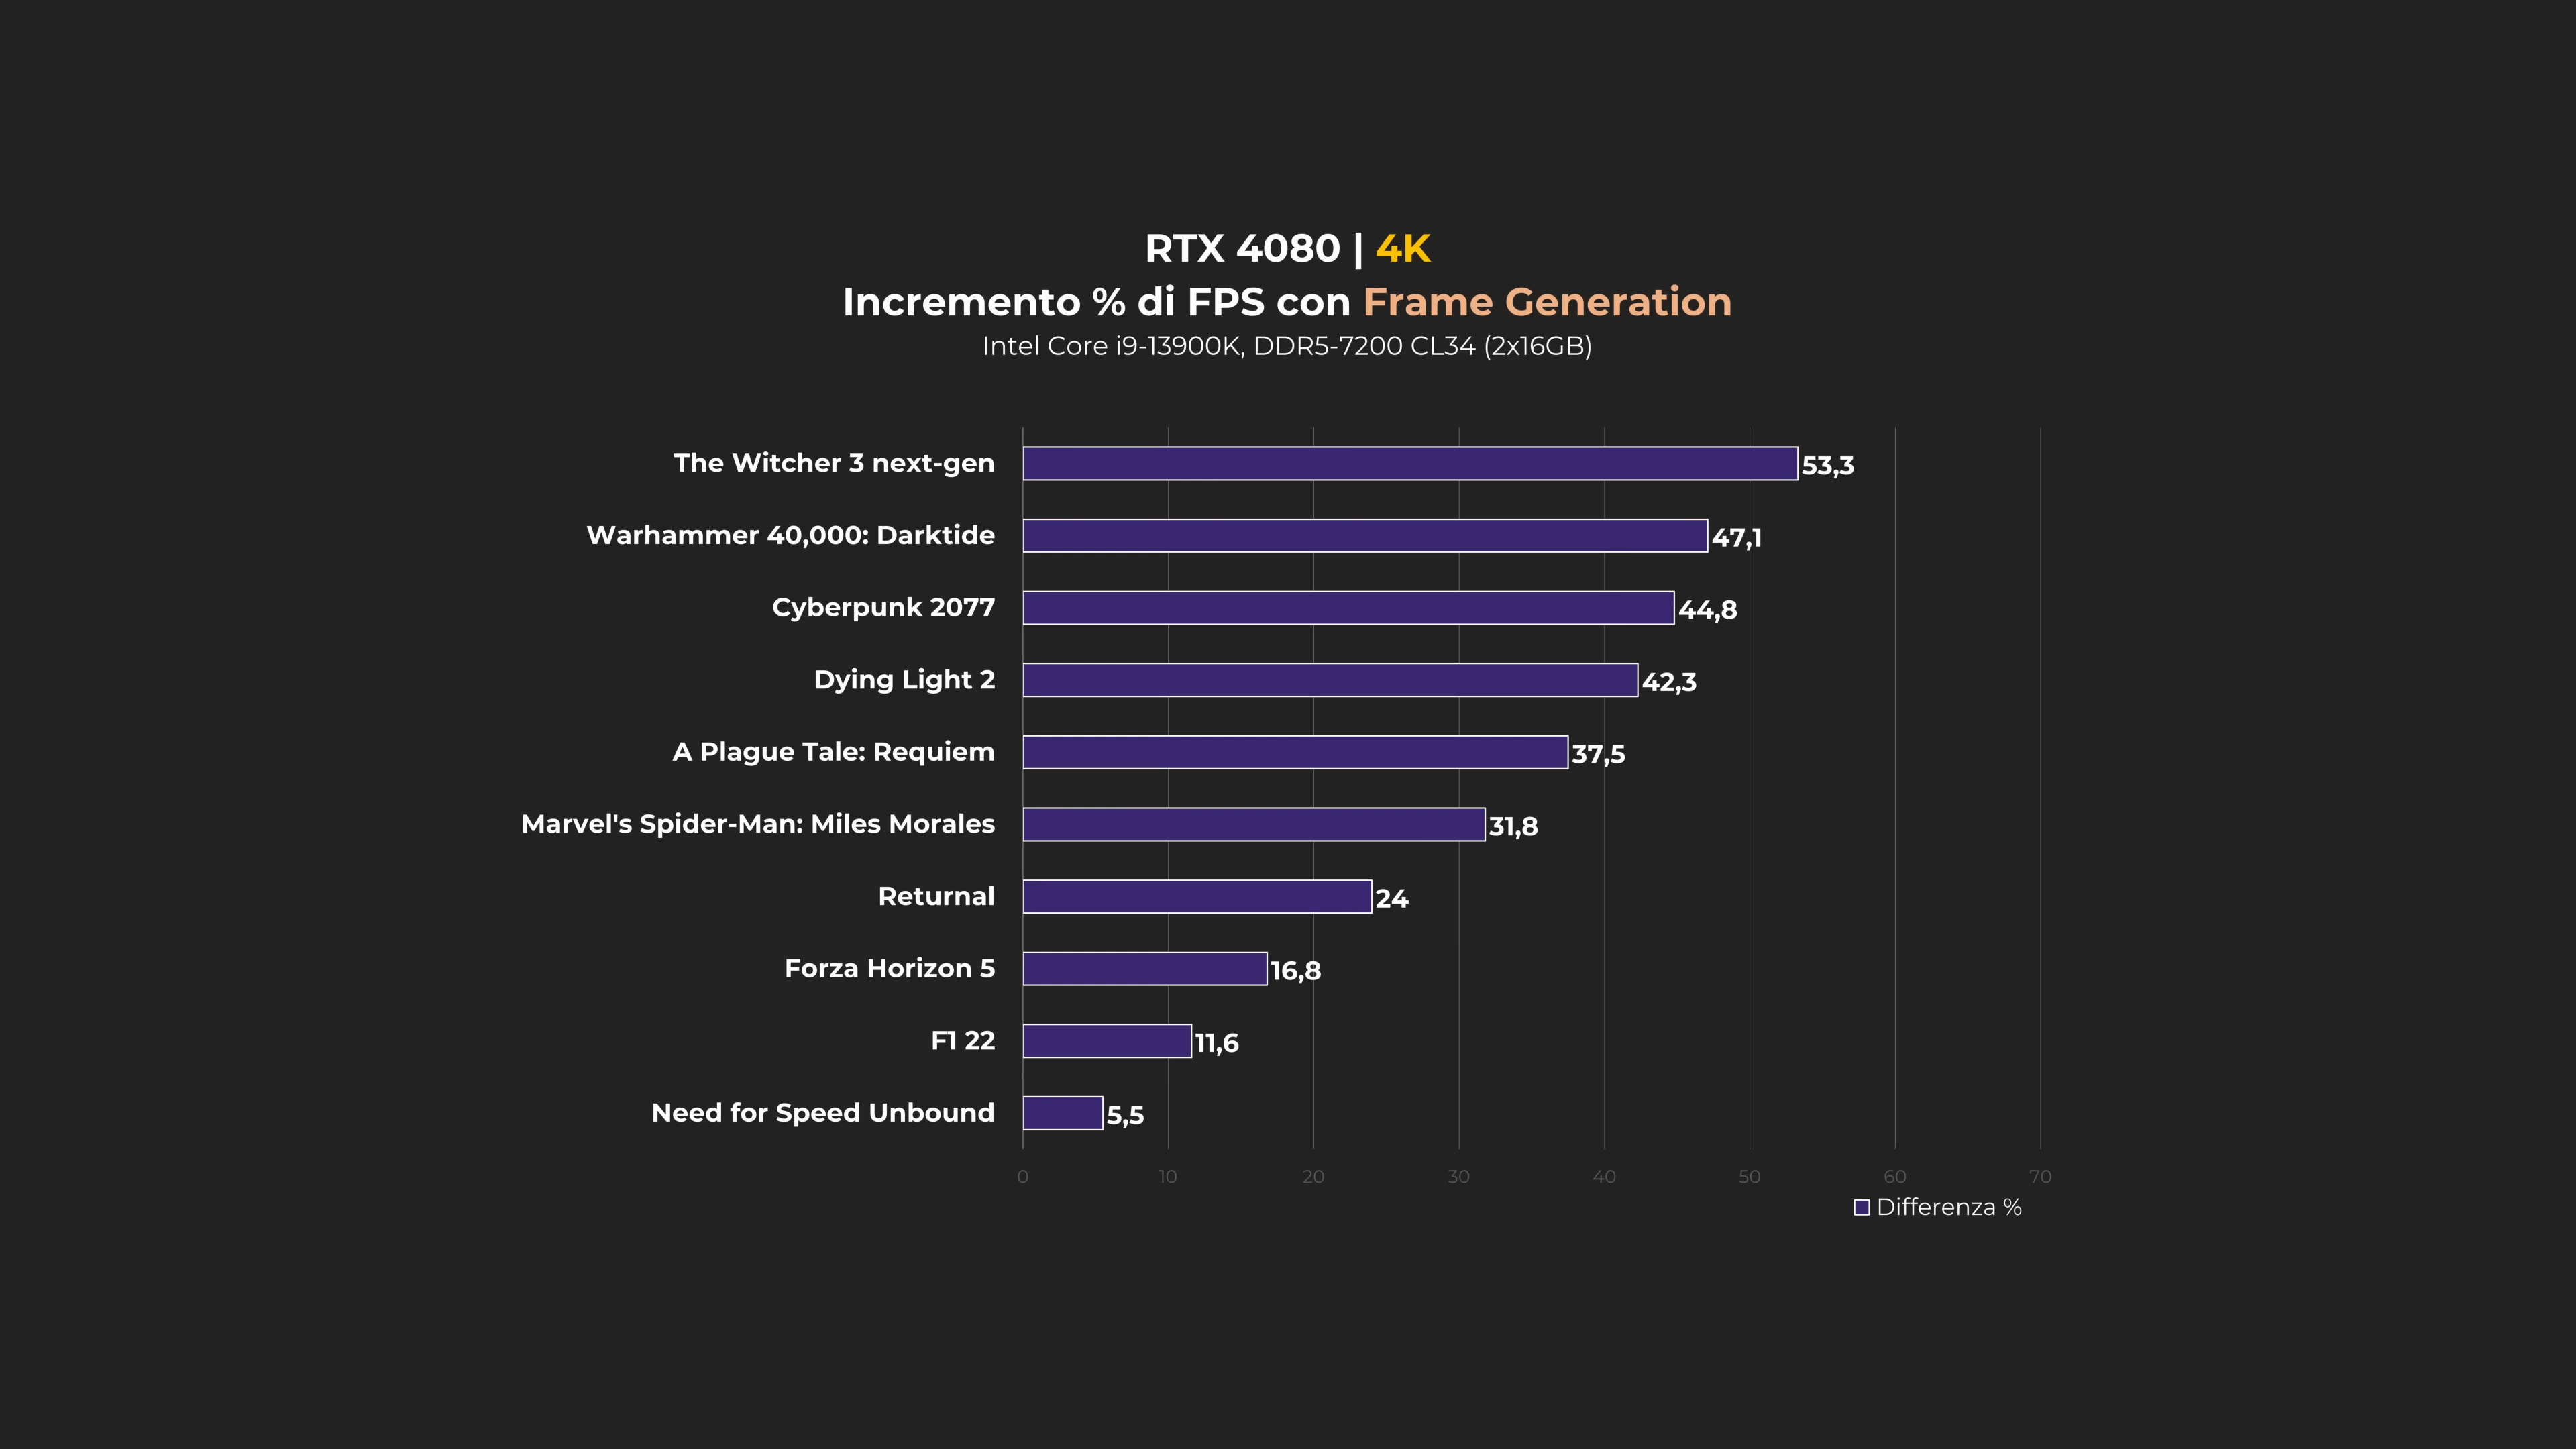 RTX 4080 | 4K
Incremento % di FPS con Frame Generation
Intel Core i9-13900K, DDR5-7200 CL34 (2x16GB)
The Witcher 3 next-gen 53,3
Warhammer 40,000: Darktide 47,1
Cyberpunk 2077 44,8
Dying Light 2 42,3
A Plague Tale: Requiem 37,5
Marvel's Spider-Man: Miles Morales 31,8
Returnal 24
Forza Horizon 5 16,8
F1 22 11,6
Need for Speed Unbound 5,5
0 10 20 30 40 50 60 70
Differenza %